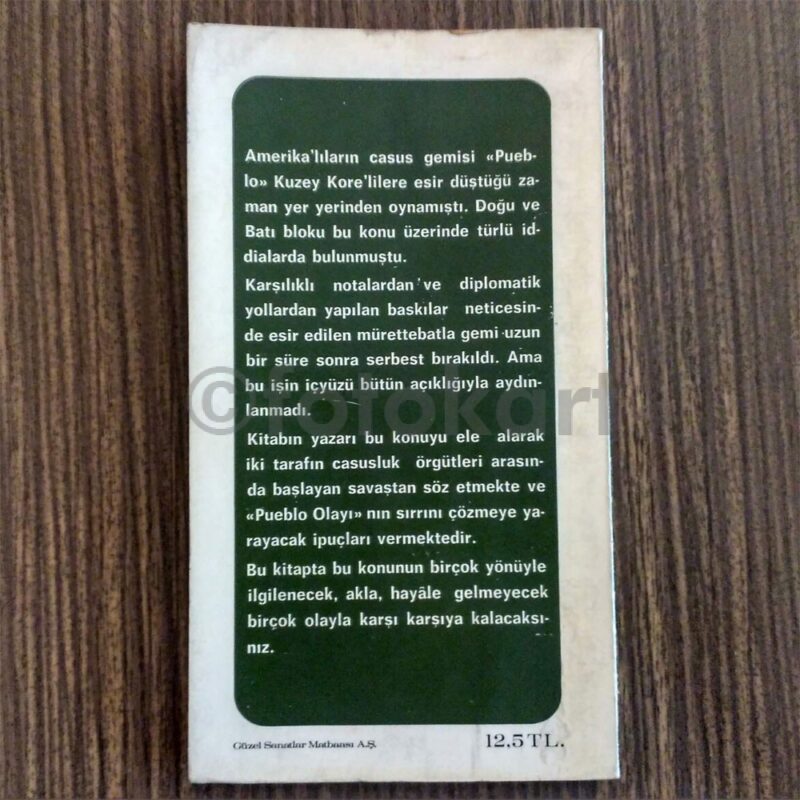 Amerika'lıların casus gemisi «Pueb-
lo» Kuzey Kore'lilere esir düştüğü za-
man yer yerinden oynamıştı. Doğu ve
Batı bloku bu konu üzerinde türlü id-
dialarda bulunmuştu.
Karşılıklı notalardan ve diplomatik
yollardan yapılan baskılar neticesin-
de esir edilen mürettebatla gemi uzun
bir süre sonra serbest bırakıldı. Ama
bu işin içyüzü bütün açıklığıyla aydın-
lanmadı.
©fotokart
Kitabın yazarı bu konuyu ele alarak
iki tarafın casusluk örgütleri arasın-
da başlayan savaştan söz etmekte ve
«Pueblo Olayı» nın sırrını çözmeye ya-
rayacak ipuçları vermektedir.
Bu kitapta bu konunun birçok yönüyle
ilgilenecek, akla, hayâle gelmeyecek
birçok olayla karşı karşıya kalacaksı-
nız.
Güzel Sanatlar Matbaası A.Ş.
12,5 TL.